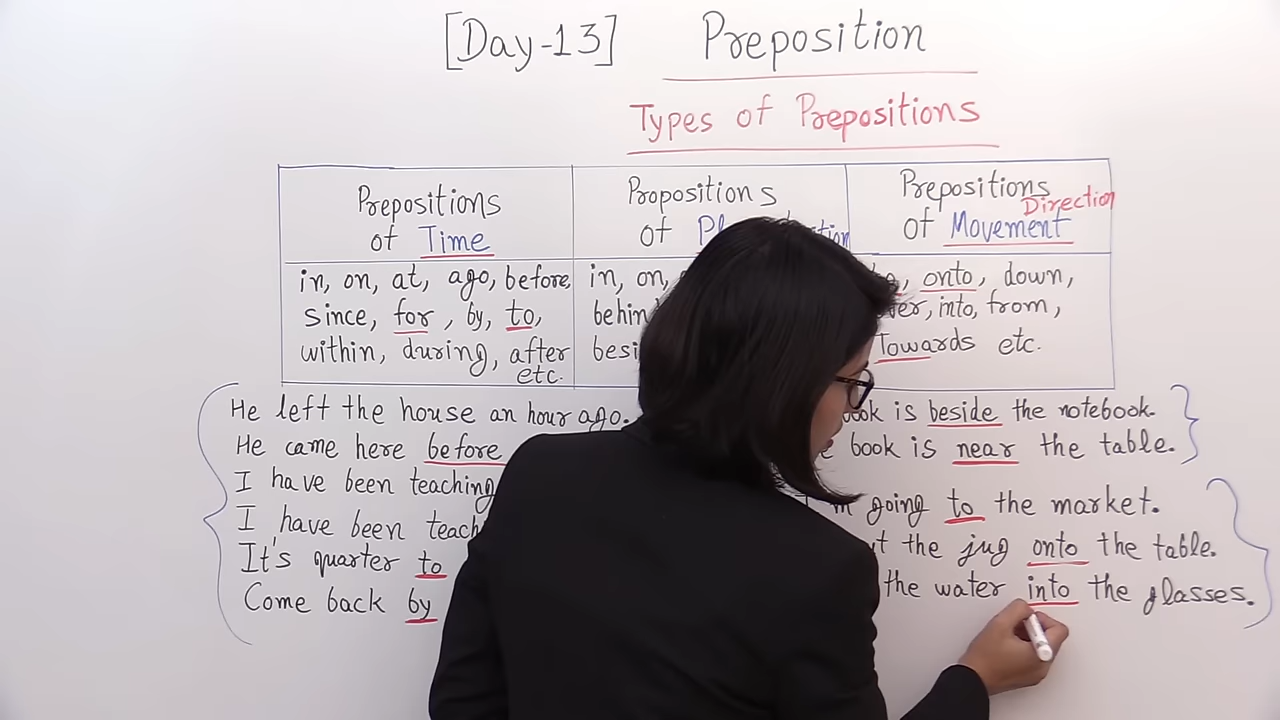 [Day-13] Preposition
Types of Prepositions
Prepositions of Time
in, on, at, ago, before,
since, for, by, to,
within, during, after
etc.
Propositions
of
in, on,
Prepositions
of Movement
Direction
onto, down,
into, from,
Towards etc.
He left the house an hour ago.
He came here before
I have been teaching
I have been
It's quarter to
Come back by
is beside the notebook.
book is near the table.
going to the market.
the jug onto the table.
the water into the glasses.